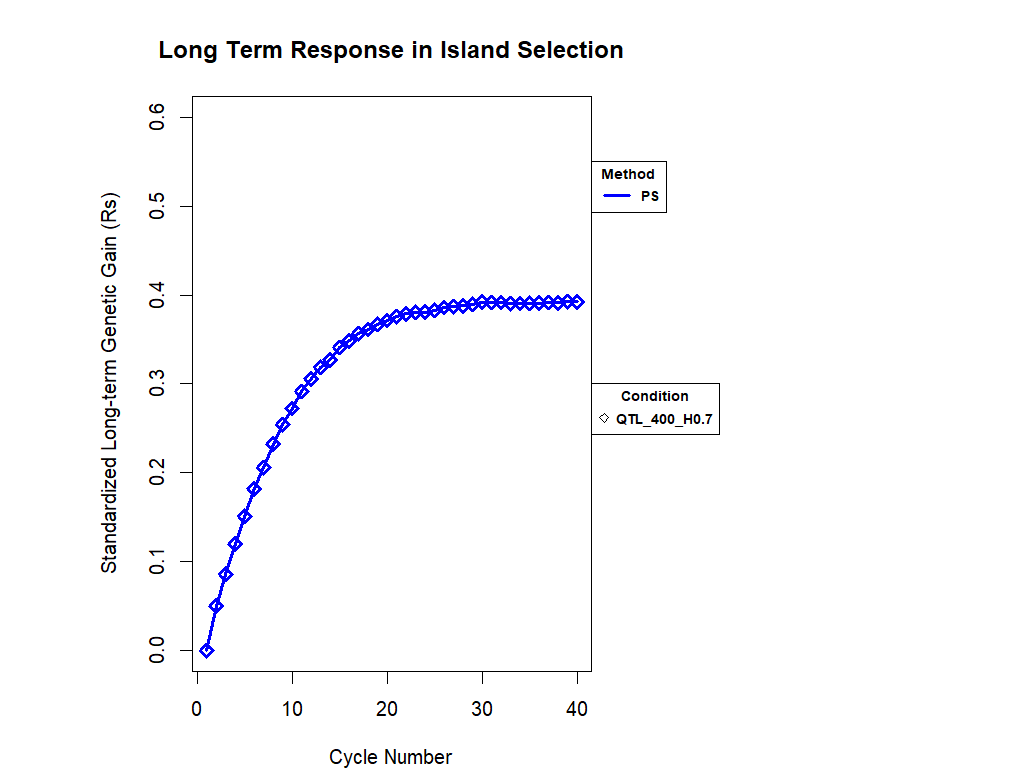 Long Term Response in Island Selection
Standardized Long-term Genetic Gain (Rs)
0.6
0.5
0.4
0.3
0.2
0.1
0.0
0 10 20 30 40
Cycle Number
Method
PS
Condition
QTL_400_H0.7